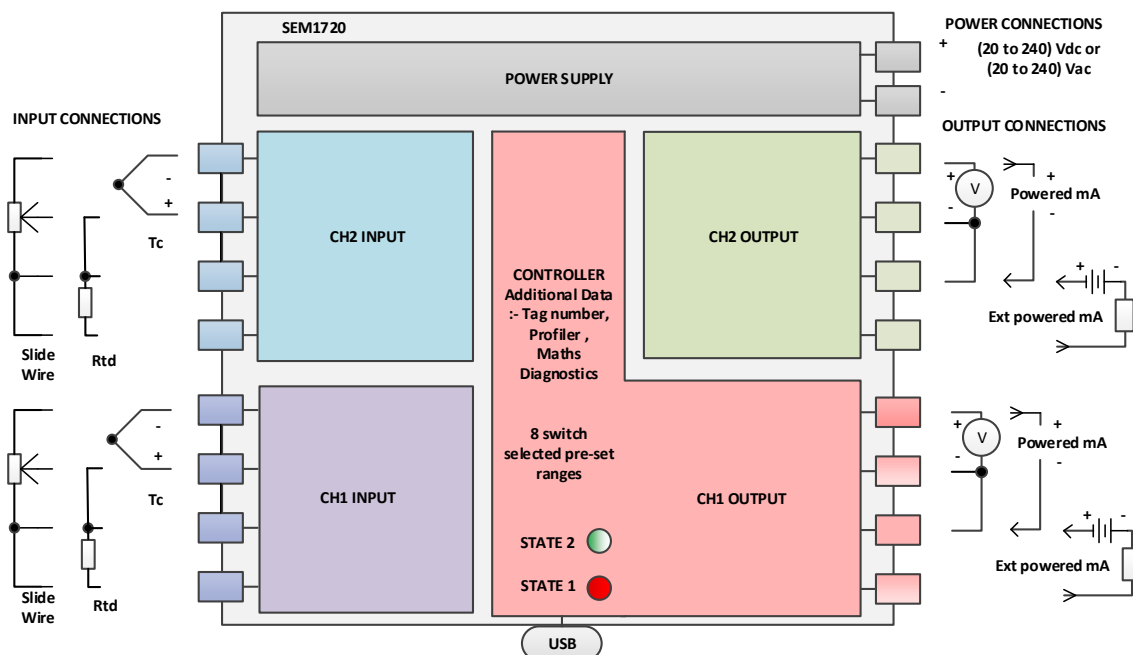 SEM1720
POWER SUPPLY
POWER CONNECTIONS
+ (20 to 240) Vdc or
(20 to 240) Vac
-
INPUT CONNECTIONS
OUTPUT CONNECTIONS
-
+
Tc
Slide
Wire
Rtd
CH2 INPUT
CONTROLLER
Additional Data
:- Tag number,
Profiler ,
Maths
Diagnostics
8 switch
selected pre-set
ranges
STATE 2
STATE 1
CH2 OUTPUT
+
V
-
+
Powered mA
-
+ -
Ext powered mA
-
+
Tc
Slide
Wire
Rtd
CH1 INPUT
CH1 OUTPUT
+
V
-
+
Powered mA
-
+ -
Ext powered mA
USB